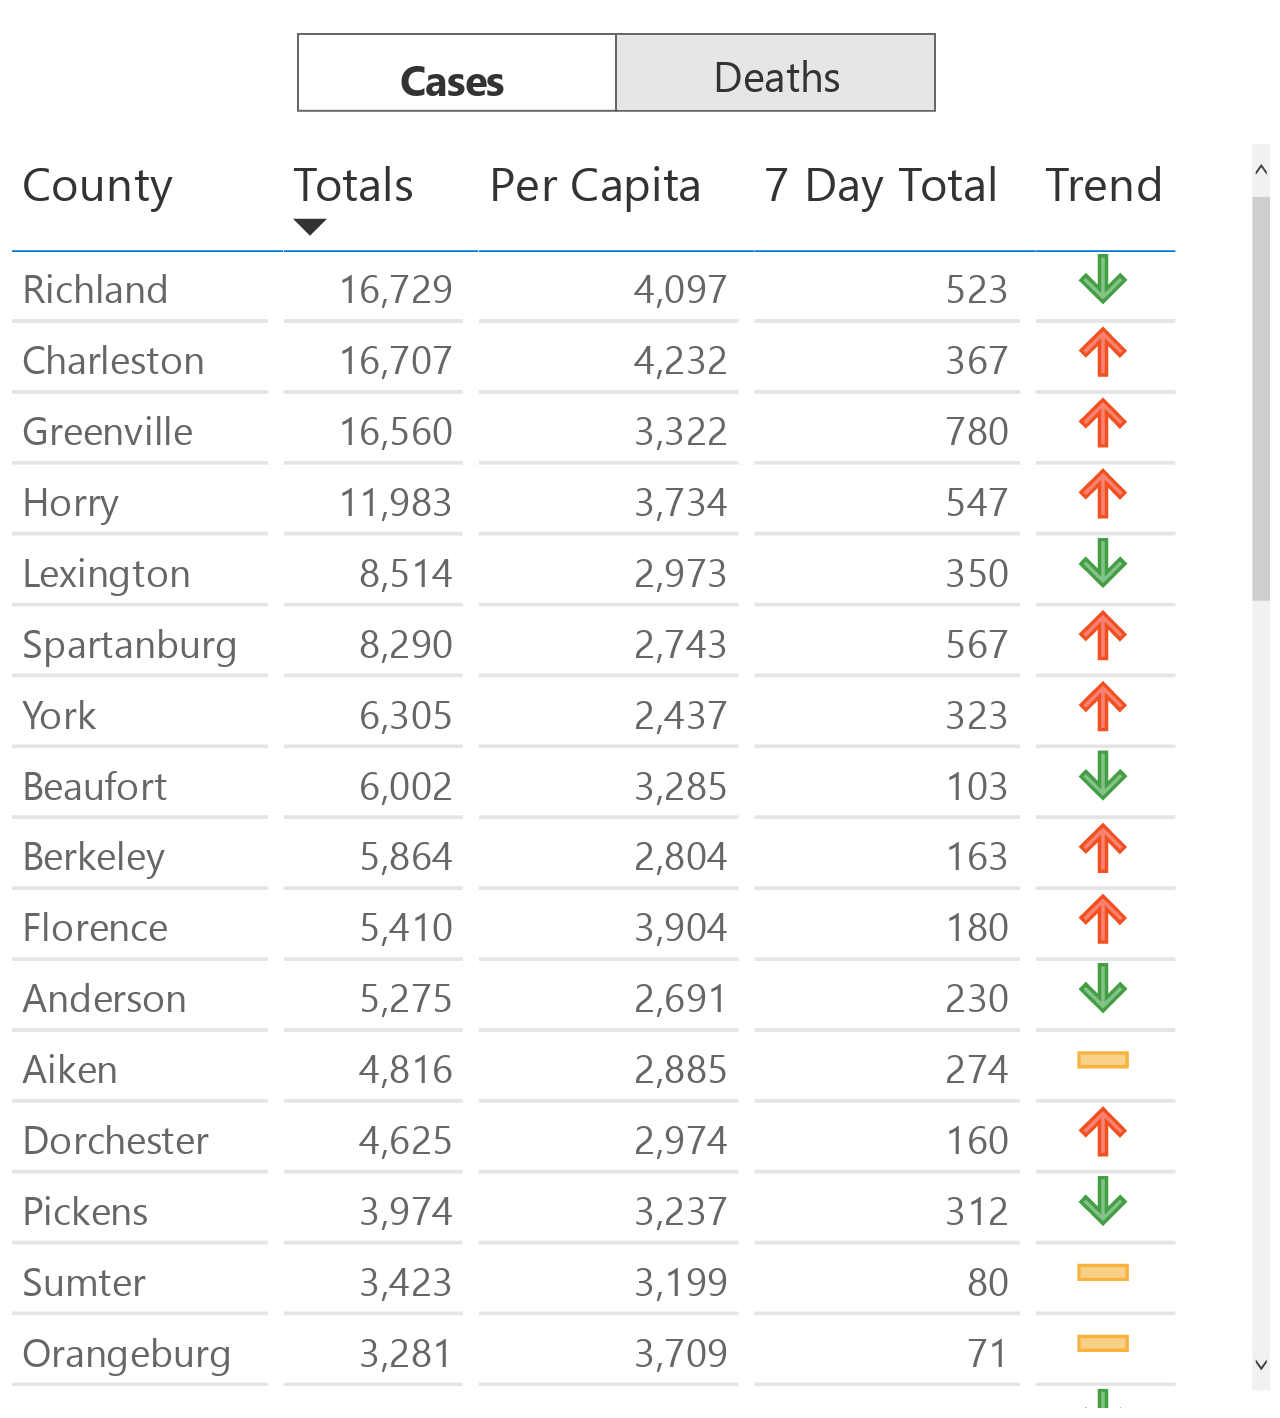 Cases Deaths
County Totals Per Capita 7 Day Total Trend
Richland 16,729 4,097 523
Charleston 16,707 4,232 367
Greenville 16,560 3,322 780
Horry 11,983 3,734 547
Lexington 8,514 2,973 350
Spartanburg 8,290 2,743 567
York 6,305 2,437 323
Beaufort 6,002 3,285 103
Berkeley 5,864 2,804 163
Florence 5,410 3,904 180
Anderson 5,275 2,691 230
Aiken 4,816 2,885 274
Dorchester 4,625 2,974 160
Pickens 3,974 3,237 312
Sumter 3,423 3,199 80
Orangeburg 3,281 3,709 71